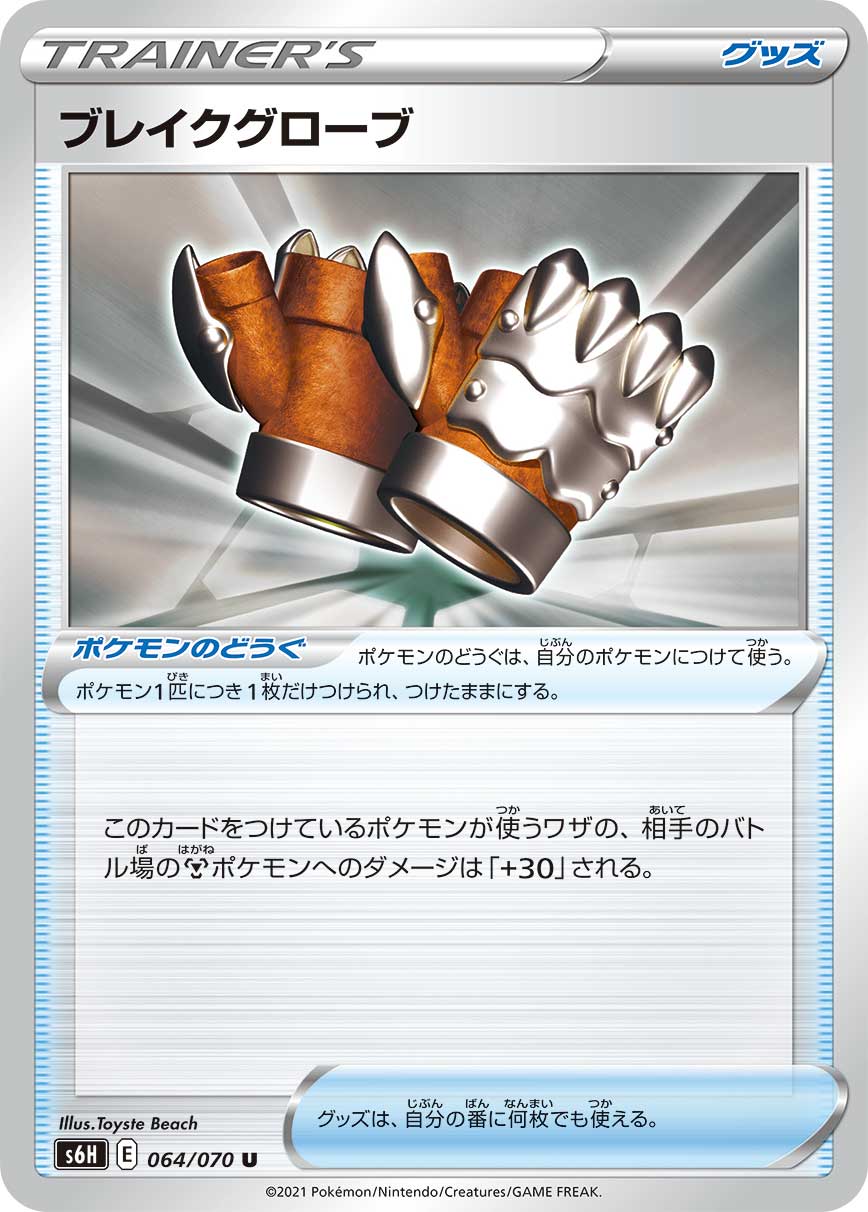 TRAINER'S グッズ
ブレイクグローブ
ポケモンのどうぐ ポケモンのどうぐは、自分のポケモンにつけて使う。
ポケモン1匹につき1枚だけつけられ、つけたままにする。
このカードをつけているポケモンが使うワザの、相手のバト
ル場のポケモンへのダメージは「+30」される。
グッズは、自分の番に何枚でも使える。
Illus.Toyste Beach
s6H E 064/070 U
©2021 Pokémon/Nintendo/Creatures/GAME FREAK.